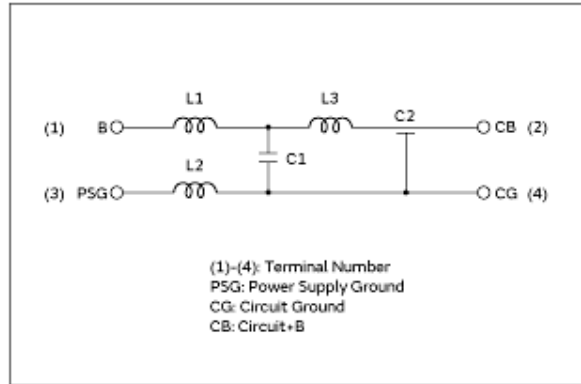 L1
L3
C2
(1) B
CB (2)
C1
L2
(3) PSG
CG (4)
(1)-(4): Terminal Number
PSG: Power Supply Ground
CG: Circuit Ground
CB: Circuit+B